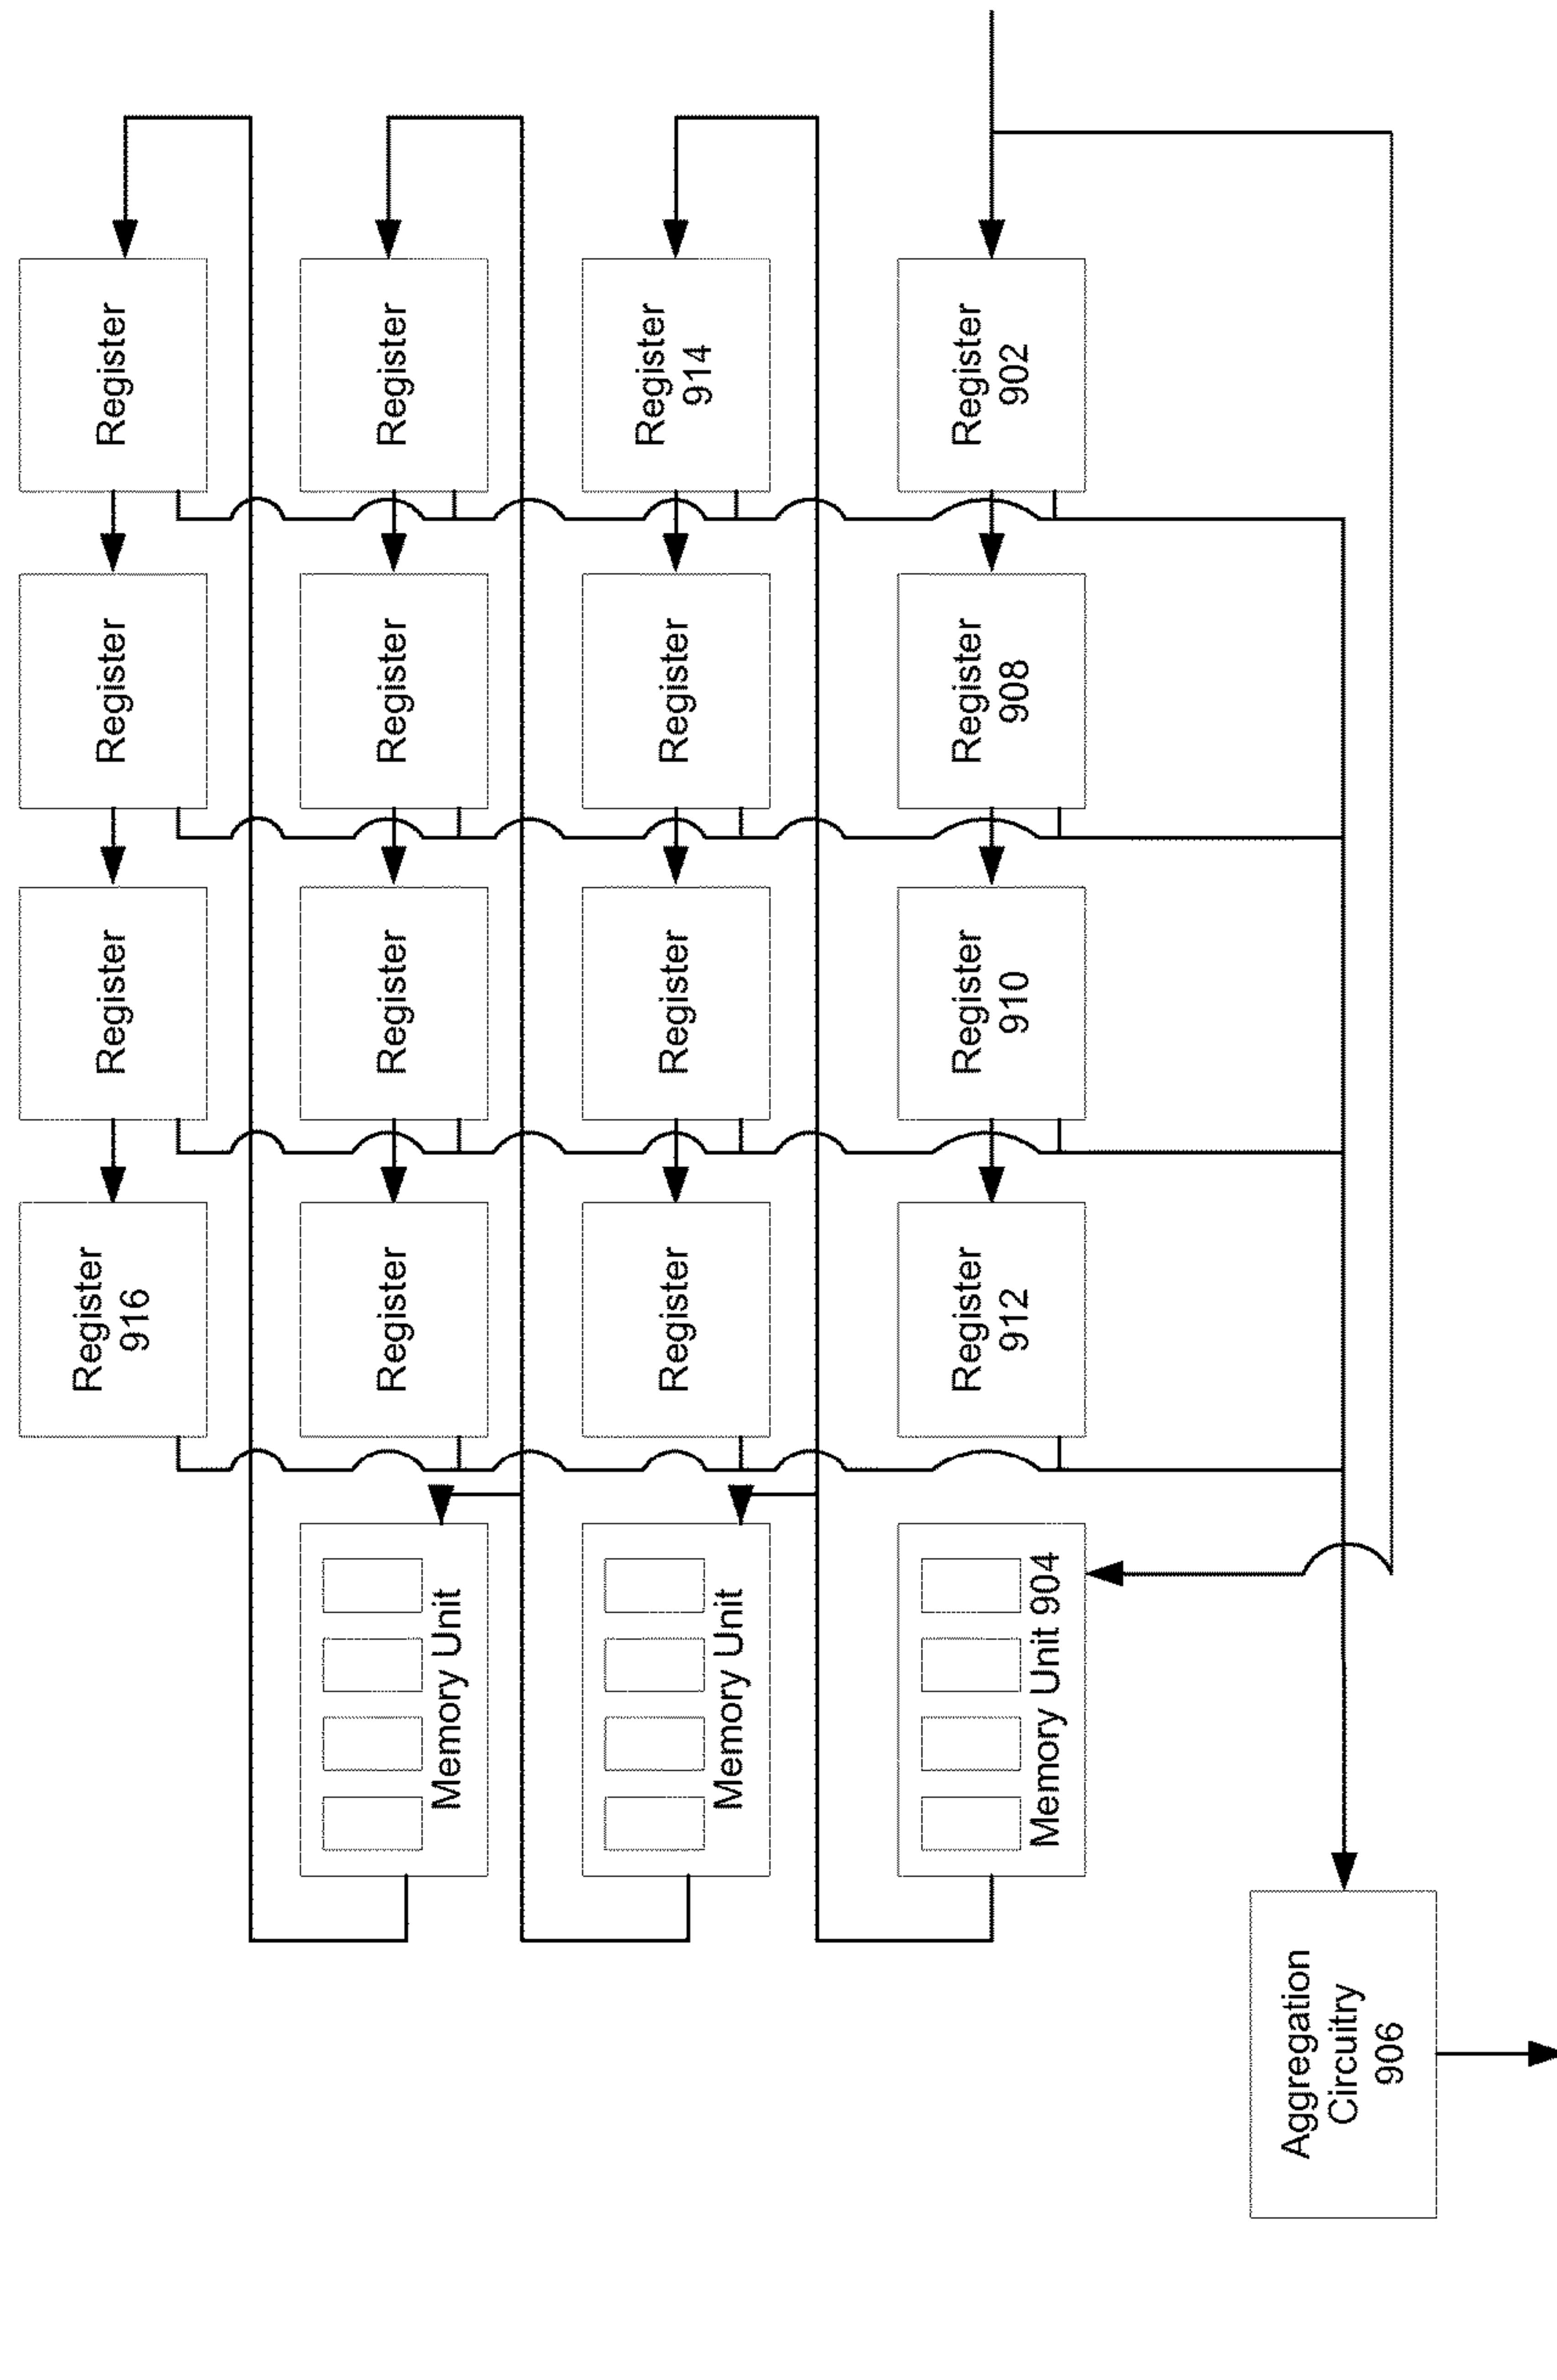 Register
916
Register
Register
Register
Memory Unit
Register
Register
Register
Register
Memory Unit
Register
Register
Register
Register
914
Memory Unit 904
Register
912
Register
910
Register
908
Register
902
Aggregation
Circuitry
906